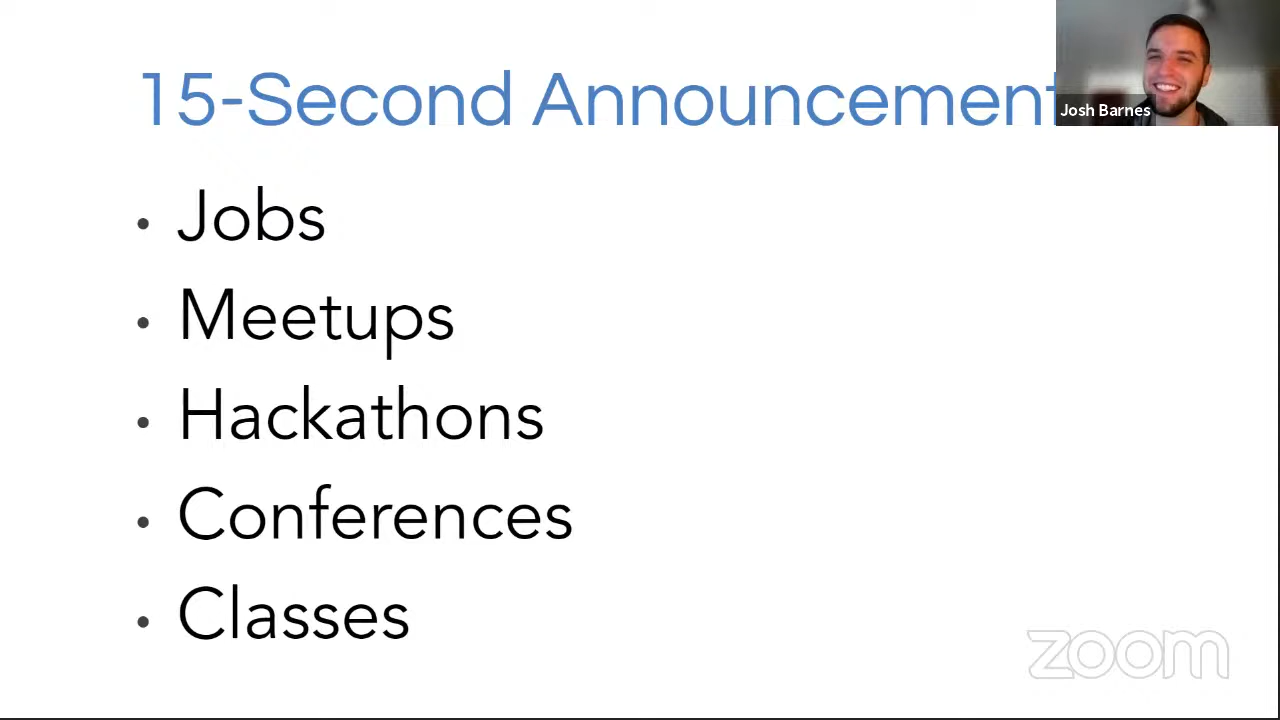 15-Second Announcement
Josh Barnes
• Jobs
• Meetups
• Hackathons
• Conferences
• Classes
zoom